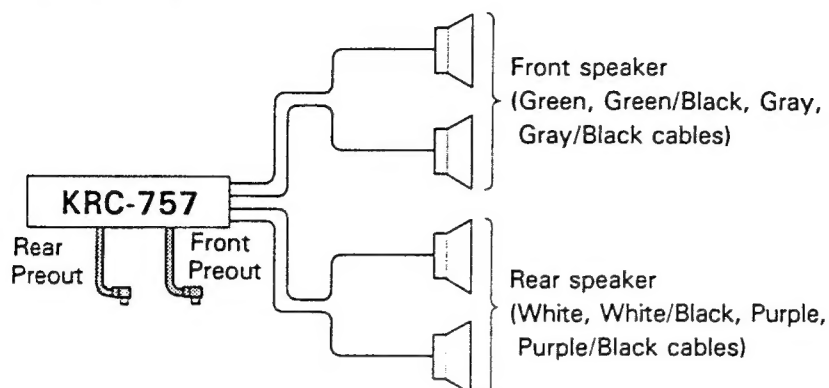 Front speaker
(Green, Green/Black, Gray,
Gray/Black cables)
KRC-757
Rear
Preout
Front
Preout
Rear speaker
(White, White/Black, Purple,
Purple/Black cables)